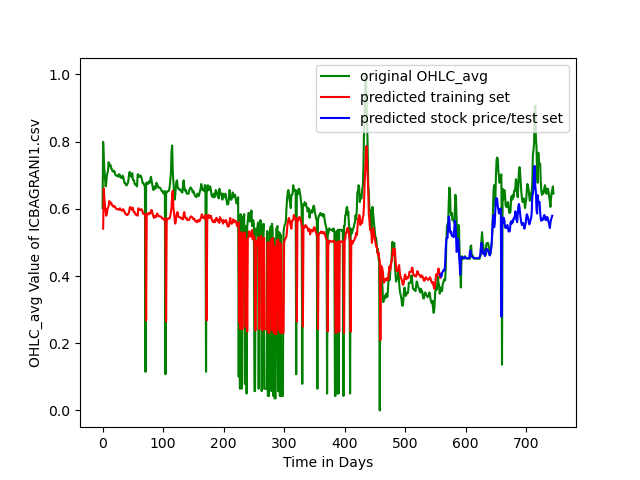 original OHLC_avg
predicted training set
predicted stock price/test set
OHLC_avg Value of ICBAGRANI1.csv
1.0
0.8
0.6
0.4
0.2
0.0
0 100 200 300 400 500 600 700
Time in Days